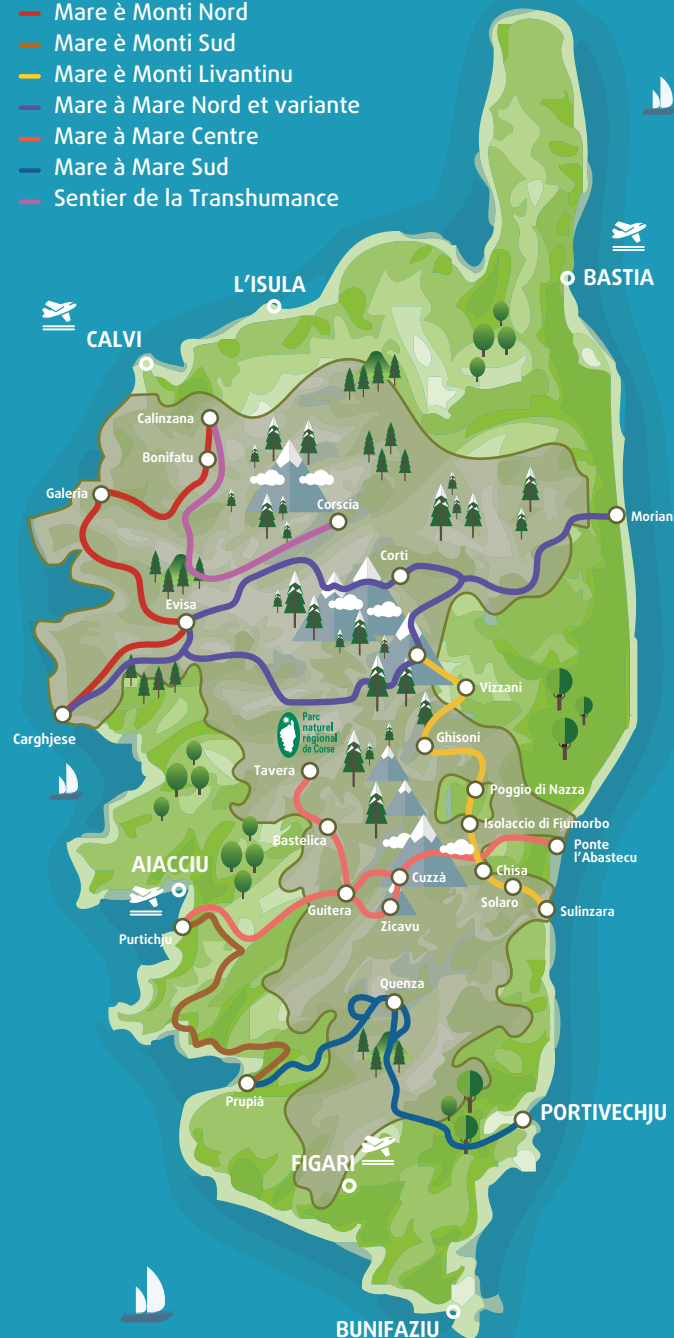 Mare è Monti Nord
Mare è Monti Sud
Mare è Monti Livantinu
Mare à Mare Nord et variante
Mare à Mare Centre
Mare à Mare Sud
Sentier de la Transhumance
BASTIA
L'ISULA
CALVI
Calinzana
Bonifatu
Galeria
Corscia
Morian
Corti
Evisa
Vizzani
Carghjese
Parc
naturel
régional
de Corse
Ghisoni
Tavera
Poggio di Nazza
Isolaccio di Fiumorbo
Bastelica
Ponte
l'Abastecu
AIACCIU
Cuzzà
Chisa
Solaro
Guitera
Sulinzara
Zicavu
Purtichju
Quenza
Prupià
PORTIVECHJU
FIGARI
BUNIFAZIU